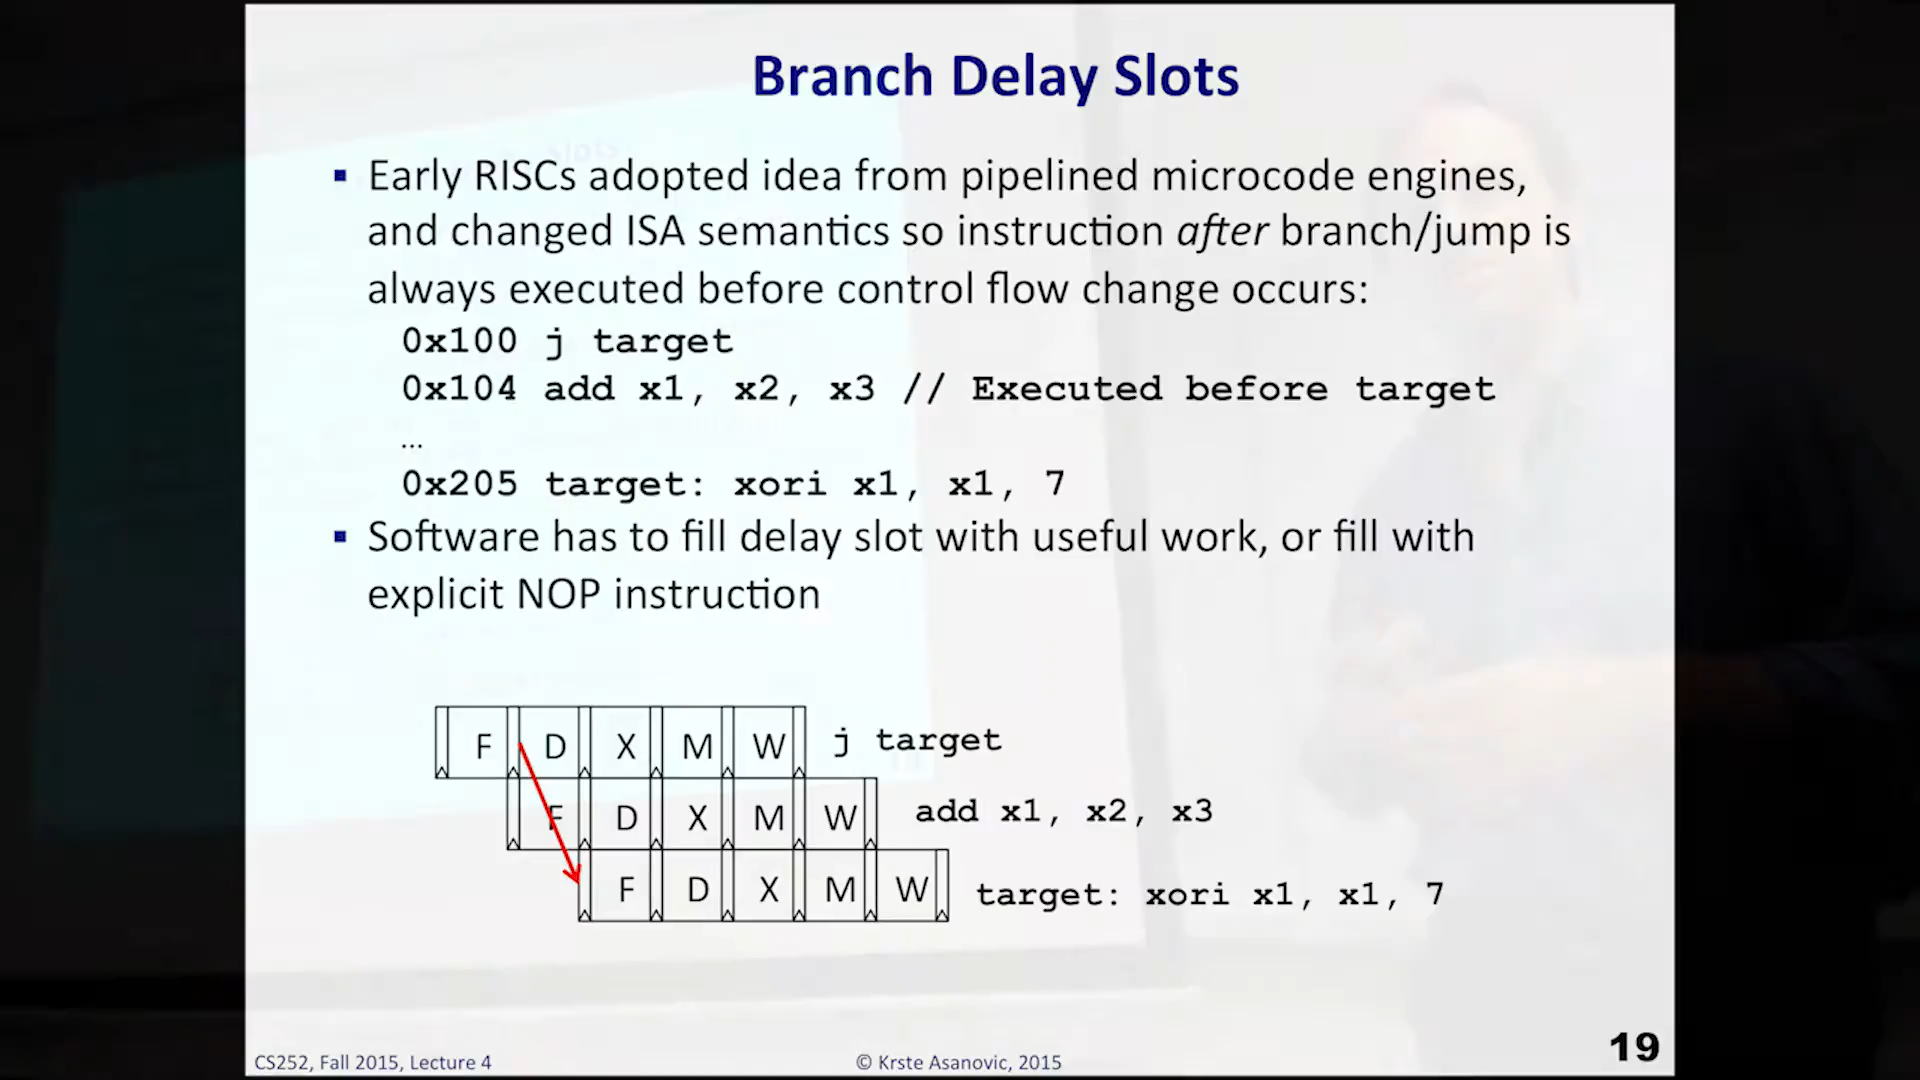 Branch Delay Slots
▪ Early RISCs adopted idea from pipelined microcode engines,
and changed ISA semantics so instruction after branch/jump is
always executed before control flow change occurs:
0x100 j target
0x104 add x1, x2, x3 // Executed before target
…
0x205 target: xori x1, x1, 7
▪ Software has to fill delay slot with useful work, or fill with
explicit NOP instruction
F D X M W j target
F D X M W add x1, x2, x3
F D X M W target: xori x1, x1, 7
CS252, Fall 2015, Lecture 4
© Krste Asanovic, 2015
19